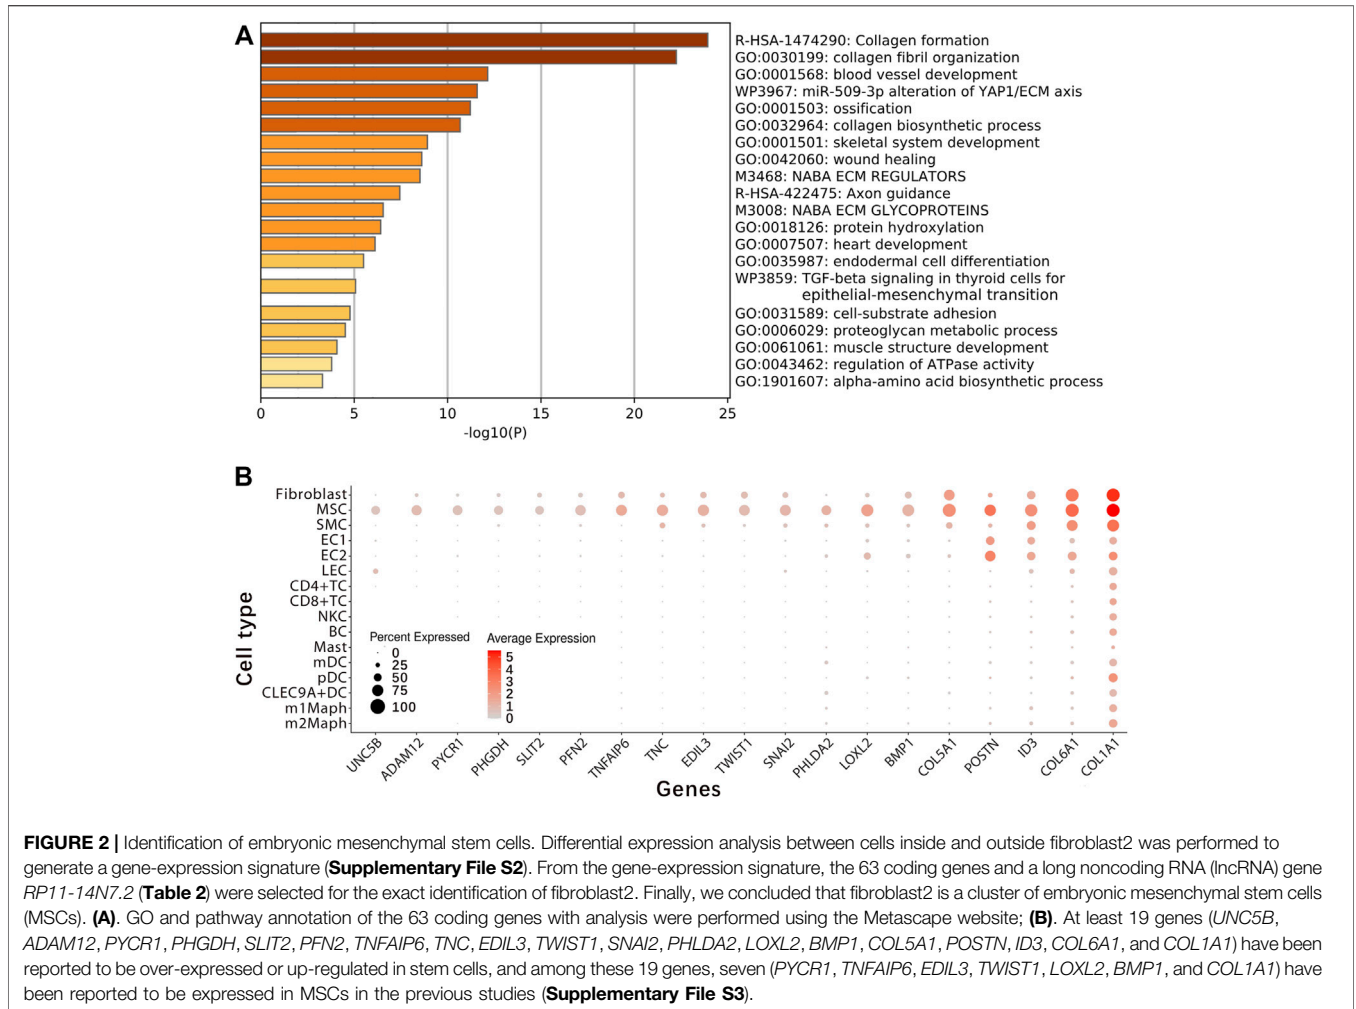 A
R-HSA-1474290: Collagen formation
GO:0030199: collagen fibril organization
GO:0001568: blood vessel development
WP3967: miR-509-3p alteration of YAP1/ECM axis
GO:0001503: ossification
GO:0032964: collagen biosynthetic process
GO:0001501: skeletal system development
GO:0042060: wound healing
M3468: NABA ECM REGULATORS
R-HSA-422475: Axon guidance
M3008: NABA ECM GLYCOPROTEINS
GO:0018126: protein hydroxylation
GO:0007507: heart development
GO:0035987: endodermal cell differentiation
WP3859: TGF-beta signaling in thyroid cells for
epithelial-mesenchymal transition
GO:0031589: cell-substrate adhesion
GO:0006029: proteoglycan metabolic process
GO:0061061: muscle structure development
GO:0043462: regulation of ATPase activity
GO:1901607: alpha-amino acid biosynthetic process
0 5 10 15 20 25
-log10(P)
B
Cell type
Fibroblast
MSC
SMC
EC1
EC2
LEC
CD4+TC
CD8+TC
NKC
BC
Mast
mDC
pDC
CLEC9A+DC
m1Maph
m2Maph
Percent Expressed
0
25
50
75
100
Average Expression
5
4
3
2
1
0
UNC5B ADAM12 PYCR1 PHGDH SLIT2 PFN2 TNFAIP6 TNC EDIL3 TWIST1 SNAI2 PHLDA2 LOXL2 BMP1 COL5A1 POSTN ID3 COL6A1 COL1A1
Genes
FIGURE 2 | Identification of embryonic mesenchymal stem cells. Differential expression analysis between cells inside and outside fibroblast2 was performed to
generate a gene-expression signature (Supplementary File S2). From the gene-expression signature, the 63 coding genes and a long noncoding RNA (lncRNA) gene
RP11-14N7.2 (Table 2) were selected for the exact identification of fibroblast2. Finally, we concluded that fibroblast2 is a cluster of embryonic mesenchymal stem cells
(MSCs). (A). GO and pathway annotation of the 63 coding genes with analysis were performed using the Metascape website; (B). At least 19 genes (UNC5B,
ADAM12, PYCR1, PHGDH, SLIT2, PFN2, TNFAIP6, TNC, EDIL3, TWIST1, SNAI2, PHLDA2, LOXL2, BMP1, COL5A1, POSTN, ID3, COL6A1, and COL1A1) have been
reported to be over-expressed or up-regulated in stem cells, and among these 19 genes, seven (PYCR1, TNFAIP6, EDIL3, TWIST1, LOXL2, BMP1, and COL1A1) have
been reported to be expressed in MSCs in the previous studies (Supplementary File S3).